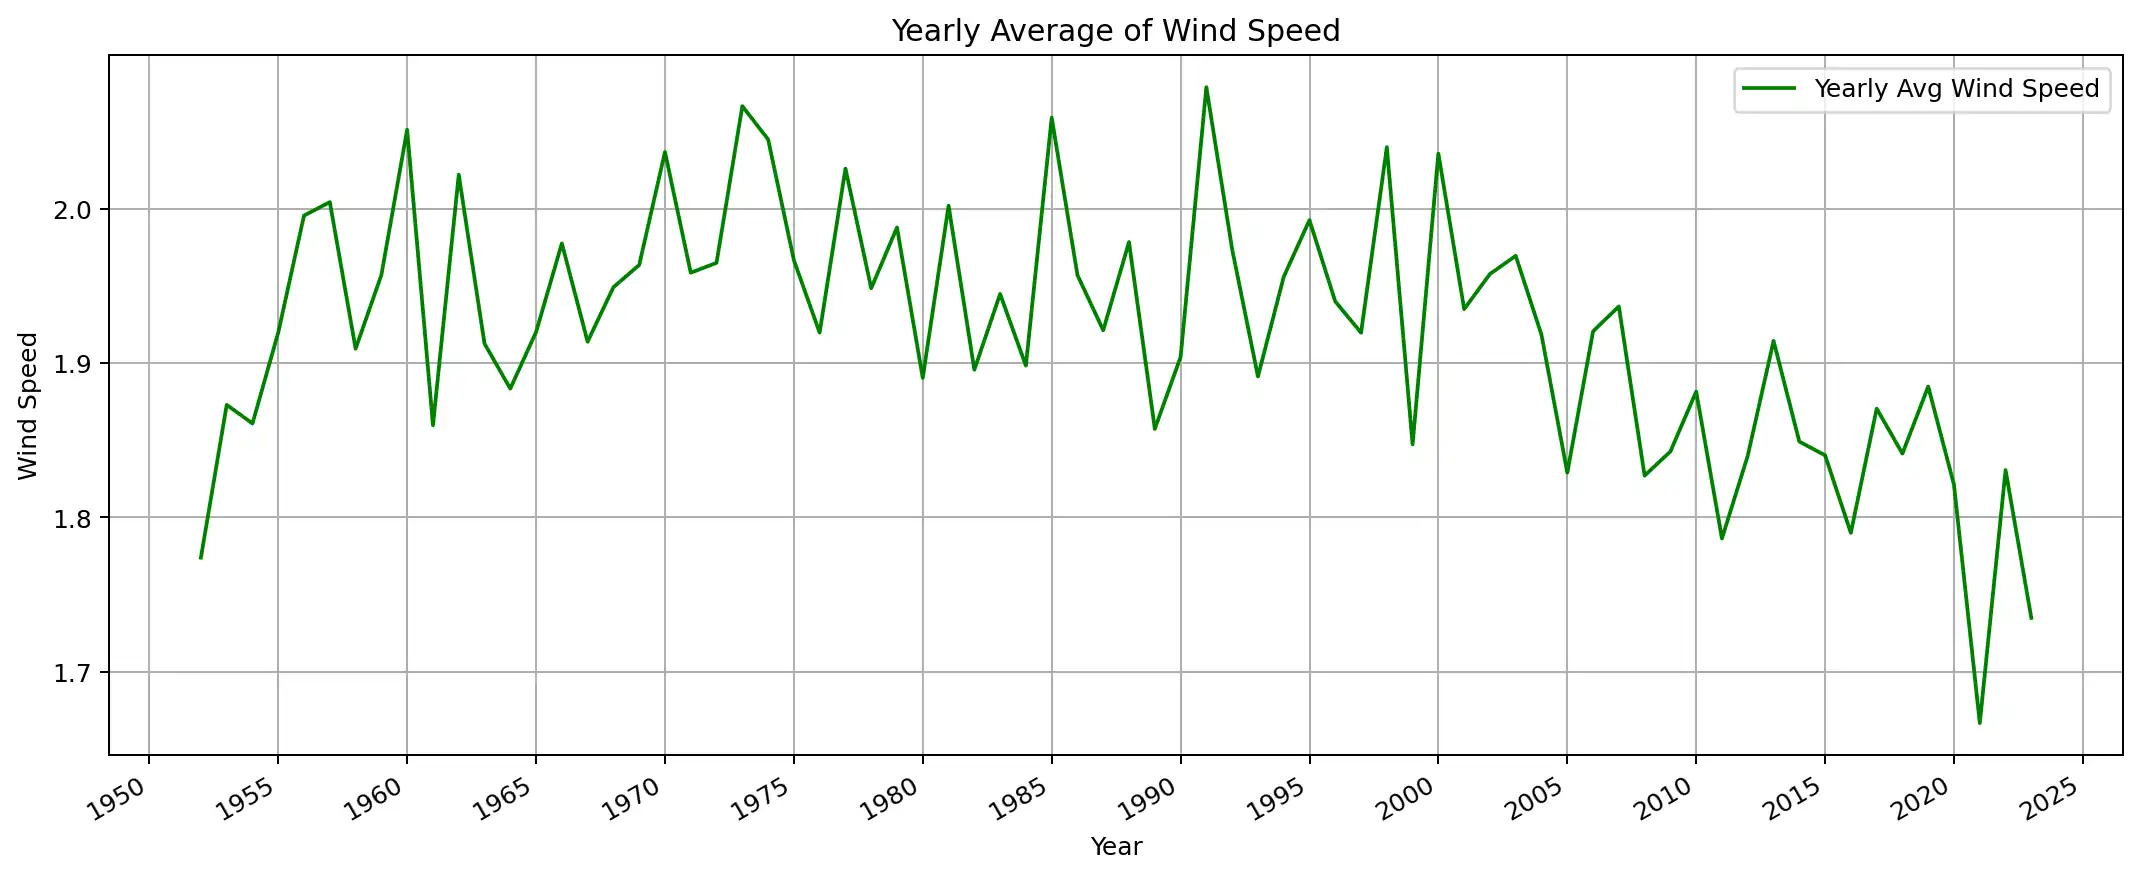 Yearly Average of Wind Speed
Yearly Avg Wind Speed
Wind Speed
2.0
1.9
1.8
1.7
1950 1955 1960 1965 1970 1975 1980 1985 1990 1995 2000 2005 2010 2015 2020 2025
Year